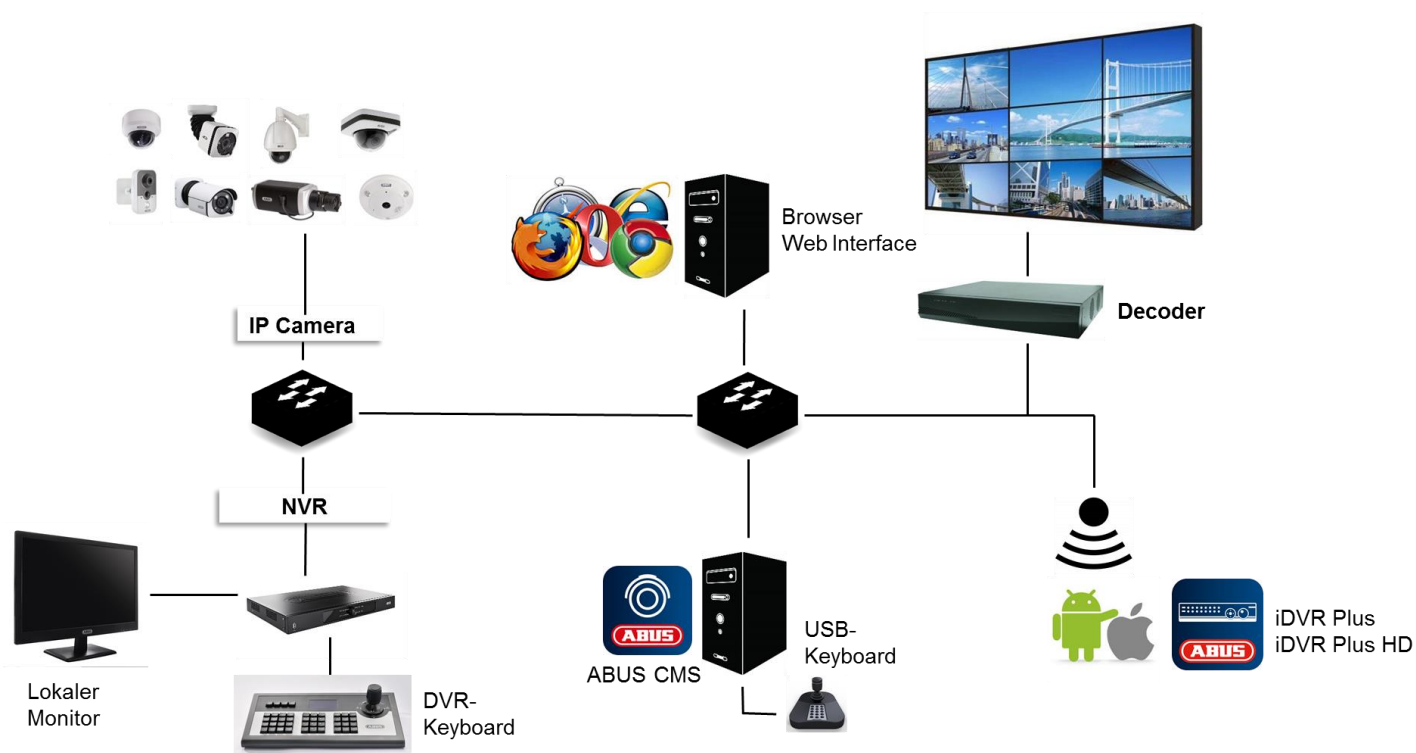 IP Camera
Browser
Web Interface
Decoder
NVR
Lokaler
Monitor
DVR-
Keyboard
ABUS
ABUS CMS
USB-
Keyboard
ABUS
iDVR Plus
iDVR Plus HD